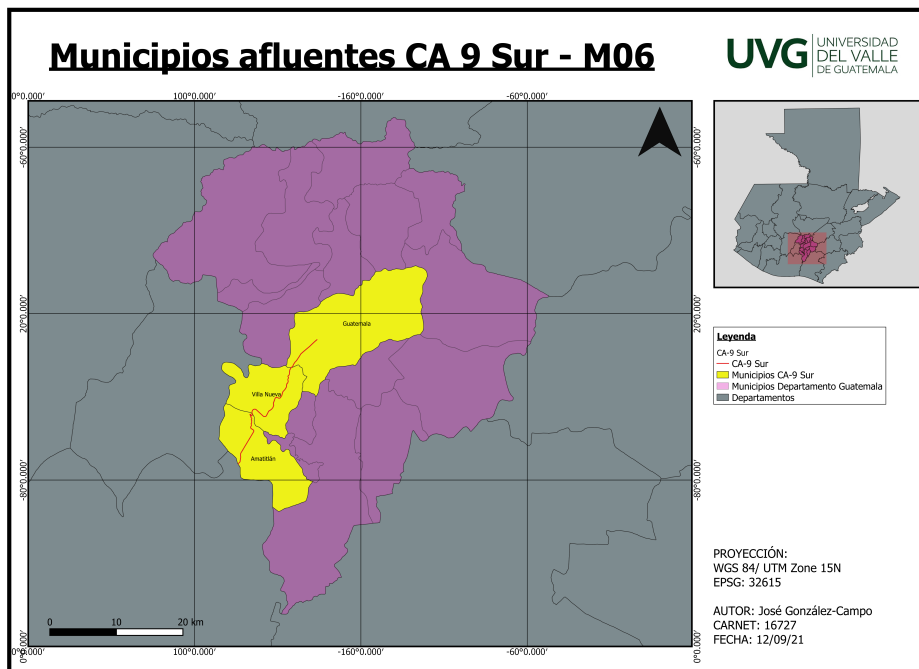 Municipios afluentes CA 9 Sur - M06
UVG UNIVERSIDAD
DEL VALLE
DE GUATEMALA
0°0.000' 100°0.000' -160°0.000' -60°0.000'
-60°0.000' -60°0.000'
20°0.000' 20°0.000'
-80°0.000' -80°0.000'
0°0.000' 0°0.000'
Guatemala
Villa Nueva
Amatitlán
0 10 20 km
0°0.000' 100°0.000' -160°0.000' -60°0.000'
Leyenda
CA-9 Sur
CA-9 Sur
Municipios CA-9 Sur
Municipios Departamento Guatemala
Departamentos
PROYECCIÓN:
WGS 84/ UTM Zone 15N
EPSG: 32615
AUTOR: José González-Campo
CARNET: 16727
FECHA: 12/09/21